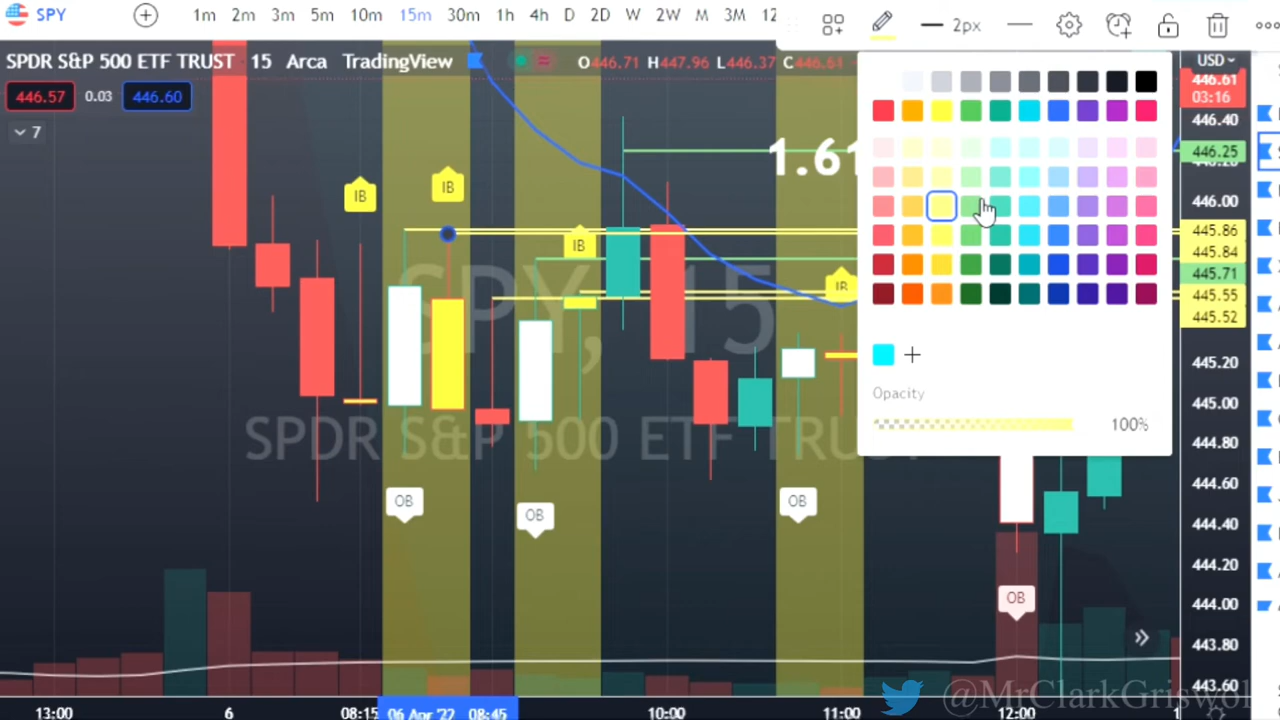 SPY
1m 2m 3m 5m 10m 15m 30m 1h 4h D 2D W 2W M 3M
2px
SPDR S&P 500 ETF TRUST 15 Arca TradingView
O446.71 H447.96 L446.37 C446.61
USD
446.57 0.03 446.60
7
446.61
03:16
446.40
446.25
446.00
445.86
445.84
445.71
445.55
445.52
445.20
445.00
444.80
444.60
444.40
444.20
444.00
443.80
443.60
1.61
IB
IB
IB
IB
SPY, 15
SPDR S&P 500 ETF TRUST
Opacity
100%
OB
OB
OB
OB
13:00 6 08:15 06 Apr '22 08:45 10:00 11:00 12:00
@MrClarkGriswol